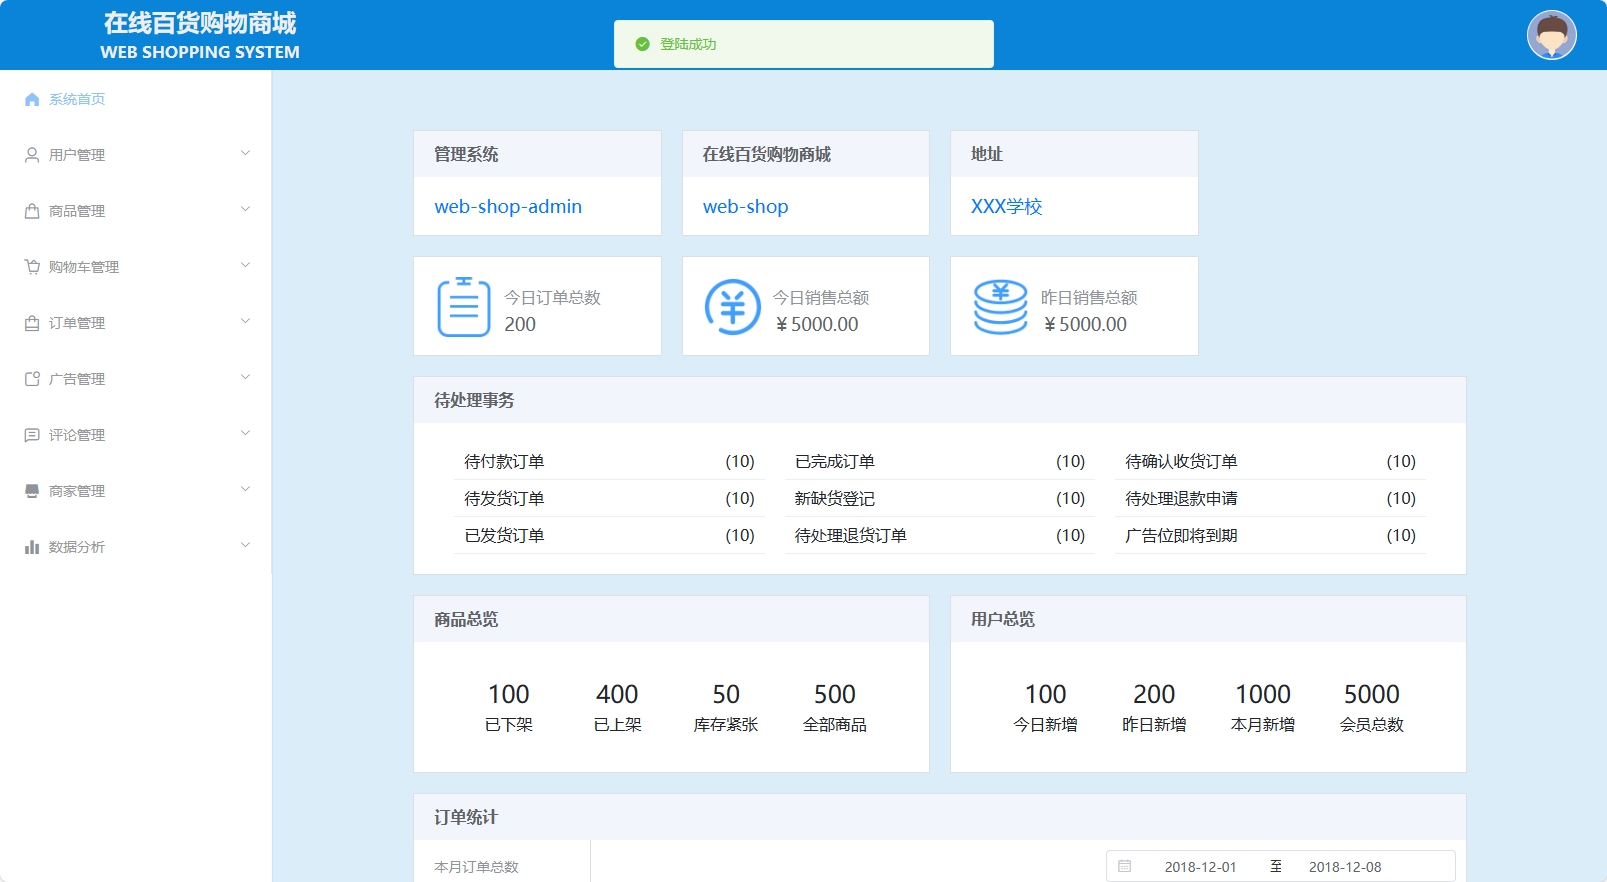 在线百货购物商城
WEB SHOPPING SYSTEM
登陆成功
系统首页
用户管理
商品管理
购物车管理
订单管理
广告管理
评论管理
商家管理
数据分析
管理系统
web-shop-admin
在线百货购物商城
web-shop
地址
XXX学校
今日订单总数
200
今日销售总额
￥5000.00
昨日销售总额
￥5000.00
待处理事务
待付款订单 (10) 已完成订单 (10) 待确认收货订单 (10)
待发货订单 (10) 新缺货登记 (10) 待处理退款申请 (10)
已发货订单 (10) 待处理退货订单 (10) 广告位即将到期 (10)
商品总览
100 400 50 500
已下架 已上架 库存紧张 全部商品
用户总览
100 200 1000 5000
今日新增 昨日新增 本月新增 会员总数
订单统计
本月订单总数
2018-12-01 至 2018-12-08